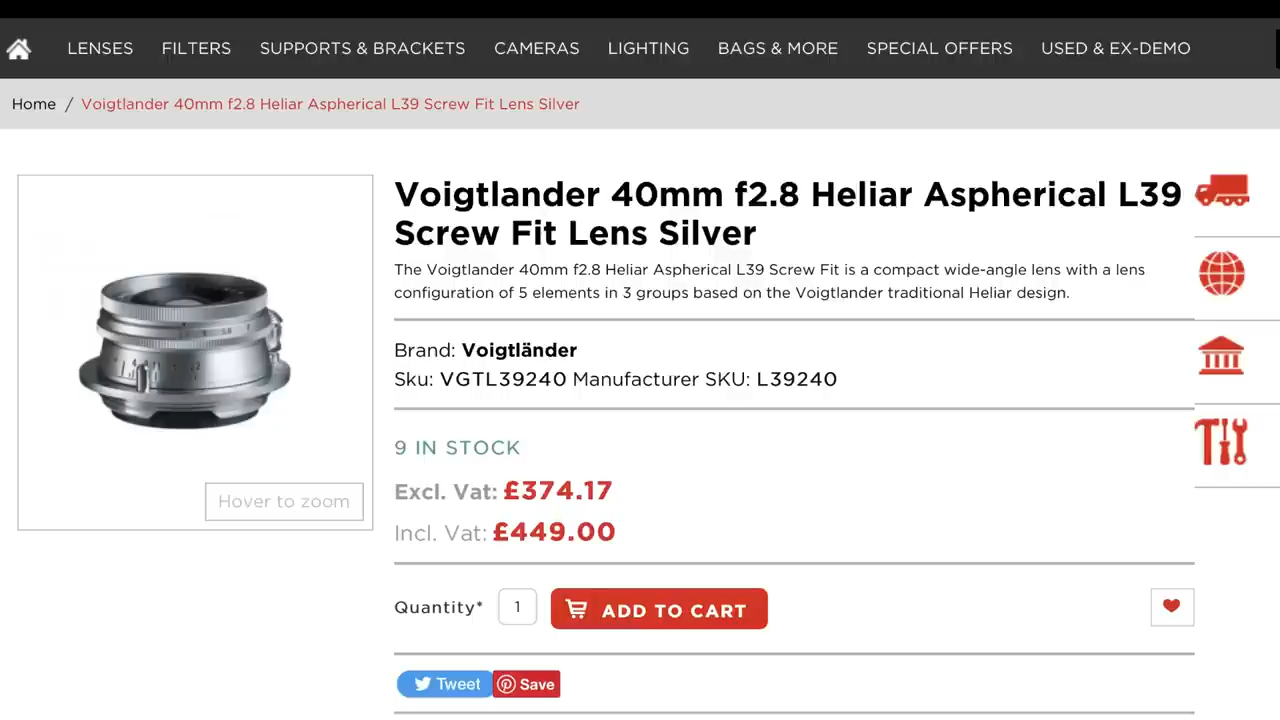 LENSES FILTERS SUPPORTS & BRACKETS CAMERAS LIGHTING BAGS & MORE SPECIAL OFFERS USED & EX-DEMO
Home / Voigtlander 40mm f2.8 Heliar Aspherical L39 Screw Fit Lens Silver
Voigtlander 40mm f2.8 Heliar Aspherical L39
Screw Fit Lens Silver
The Voigtlander 40mm f2.8 Heliar Aspherical L39 Screw Fit is a compact wide-angle lens with a lens
configuration of 5 elements in 3 groups based on the Voigtlander traditional Heliar design.
Brand: Voigtländer
Sku: VGTL39240 Manufacturer SKU: L39240
9 IN STOCK
Excl. Vat: £374.17
Incl. Vat: £449.00
Hover to zoom
Quantity* 1 ADD TO CART
Tweet Save